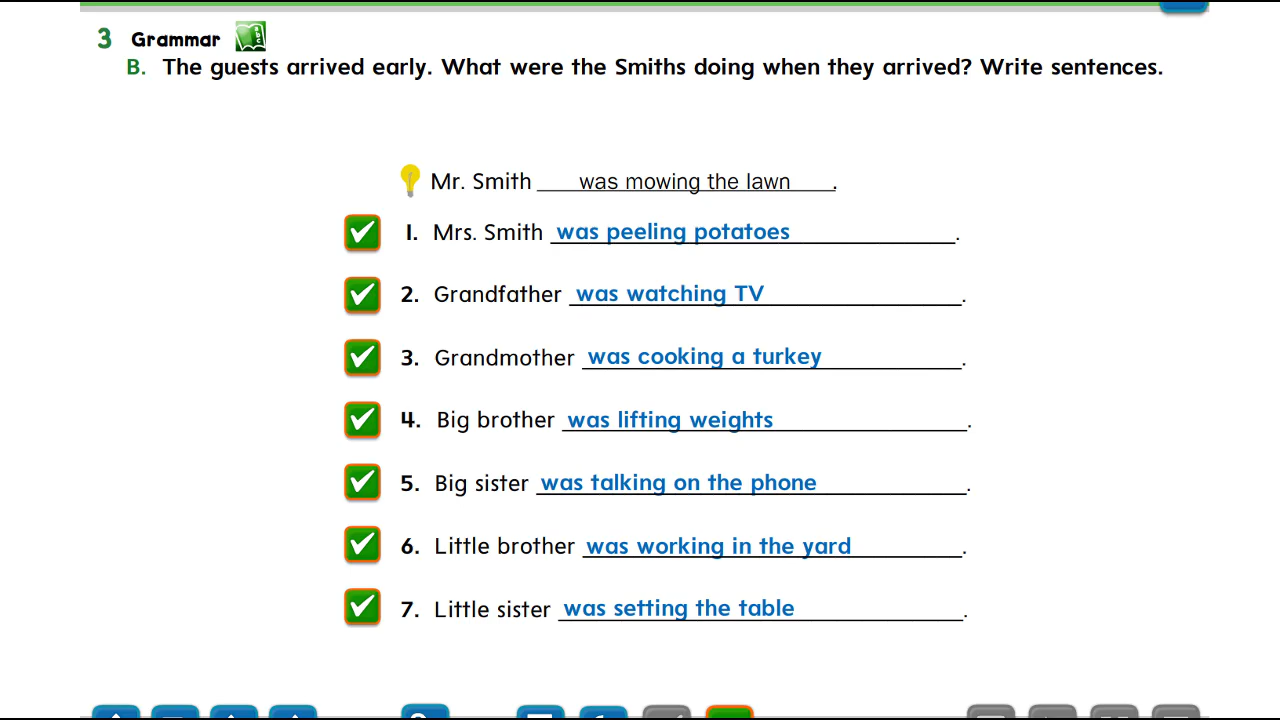 3 Grammar
B. The guests arrived early. What were the Smiths doing when they arrived? Write sentences.
Mr. Smith was mowing the lawn.
1. Mrs. Smith was peeling potatoes.
2. Grandfather was watching TV.
3. Grandmother was cooking a turkey.
4. Big brother was lifting weights.
5. Big sister was talking on the phone.
6. Little brother was working in the yard.
7. Little sister was setting the table.